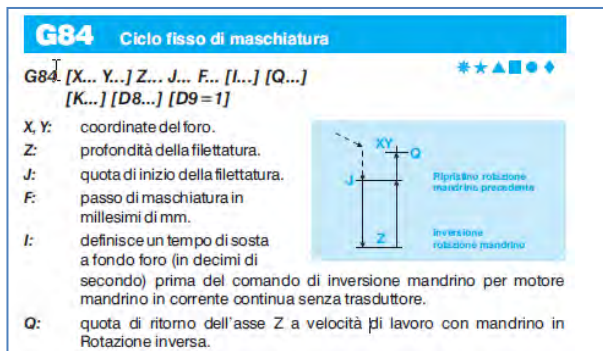 G84 Ciclo fisso di maschiatura
G84 [X... Y...] Z... J... F... [I...] [Q...]
[K...] [D8...] [D9=1]
X, Y: coordinate del foro.
Z: profondità della filettatura.
J: quota di inizio della filettatura.
F: passo di maschiatura in
millesimi di mm.
I: definisce un tempo di sosta
a fondo foro (in decimi di
secondo) prima del comando di inversione mandrino per motore
mandrino in corrente continua senza trasduttore.
Q: quota di ritorno dell'asse Z a velocità di lavoro con mandrino in
Rotazione inversa.
XY
Q
J
Z
Ripristino rotazione
mandrino precedente
Inversione
rotazione mandrino